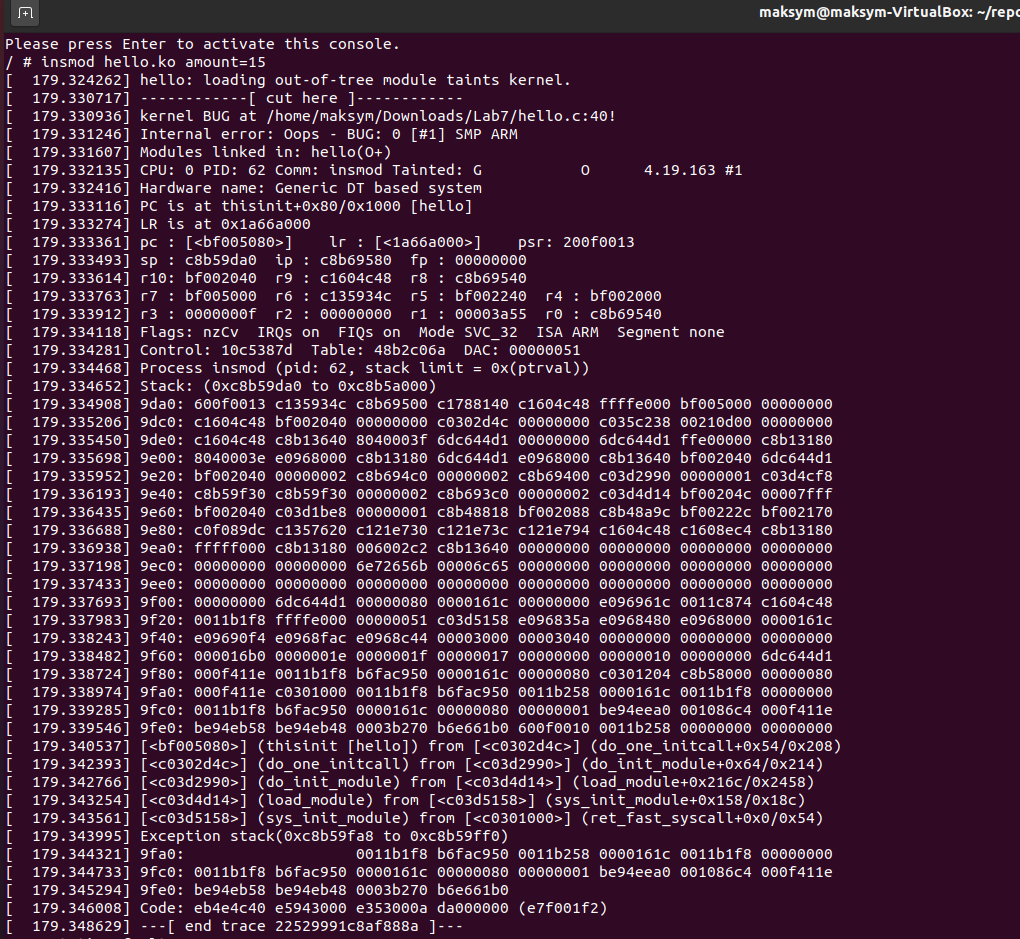 maksym@maksym-VirtualBox: ~/repo
Please press Enter to activate this console.
/ # insmod hello.ko amount=15
[  179.324262] hello: loading out-of-tree module taints kernel.
[  179.330717] ------------[ cut here ]------------
[  179.330936] kernel BUG at /home/maksym/Downloads/Lab7/hello.c:40!
[  179.331246] Internal error: Oops - BUG: 0 [#1] SMP ARM
[  179.331607] Modules linked in: hello(O+)
[  179.332135] CPU: 0 PID: 62 Comm: insmod Tainted: G           O      4.19.163 #1
[  179.332416] Hardware name: Generic DT based system
[  179.333116] PC is at thisinit+0x80/0x1000 [hello]
[  179.333274] LR is at 0x1a66a000
[  179.333361] pc : [<bf005080>]    lr : [<1a66a000>]    psr: 200f0013
[  179.333493] sp : c8b59da0  ip : c8b69580  fp : 00000000
[  179.333614] r10: bf002040  r9 : c1604c48  r8 : c8b69540
[  179.333763] r7 : bf005000  r6 : c135934c  r5 : bf002240  r4 : bf002000
[  179.333912] r3 : 0000000f  r2 : 00000000  r1 : 00003a55  r0 : c8b69540
[  179.334118] Flags: nzCv  IRQs on  FIQs on  Mode SVC_32  ISA ARM  Segment none
[  179.334281] Control: 10c5387d  Table: 48b2c06a  DAC: 00000051
[  179.334468] Process insmod (pid: 62, stack limit = 0x(ptrval))
[  179.334652] Stack: (0xc8b59da0 to 0xc8b5a000)
[  179.334908] 9da0: 600f0013 c135934c c8b69500 c1788140 c1604c48 ffffe000 bf005000 00000000
[  179.335206] 9dc0: c1604c48 bf002040 00000000 c0302d4c 00000000 c035c238 00210d00 00000000
[  179.335450] 9de0: c1604c48 c8b13640 8040003f 6dc644d1 00000000 6dc644d1 ffe00000 c8b13180
[  179.335698] 9e00: 8040003e e0968000 c8b13180 6dc644d1 e0968000 c8b13640 bf002040 6dc644d1
[  179.335952] 9e20: bf002040 00000002 c8b694c0 00000002 c8b69400 c03d2990 00000001 c03d4cf8
[  179.336193] 9e40: c8b59f30 c8b59f30 00000002 c8b693c0 00000002 c03d4d14 bf00204c 00007fff
[  179.336435] 9e60: bf002040 c03d1be8 00000001 c8b48818 bf002088 c8b48a9c bf00222c bf002170
[  179.336688] 9e80: c0f089dc c1357620 c121e730 c121e73c c121e794 c1604c48 c1608ec4 c8b13180
[  179.336938] 9ea0: fffff000 c8b13180 006002c2 c8b13640 00000000 00000000 00000000 00000000
[  179.337198] 9ec0: 00000000 00000000 6e72656b 00006c65 00000000 00000000 00000000 00000000
[  179.337433] 9ee0: 00000000 00000000 00000000 00000000 00000000 00000000 00000000 00000000
[  179.337693] 9f00: 00000000 6dc644d1 00000080 0000161c 00000000 e096961c 0011c874 c1604c48
[  179.337983] 9f20: 0011b1f8 ffffe000 00000051 c03d5158 e096835a e0968480 e0968000 0000161c
[  179.338243] 9f40: e09690f4 e0968fac e0968c44 00003000 00003040 00000000 00000000 00000000
[  179.338482] 9f60: 000016b0 0000001e 0000001f 00000017 00000000 00000010 00000000 6dc644d1
[  179.338724] 9f80: 000f411e 0011b1f8 b6fac950 0000161c 00000080 c0301204 c8b58000 00000080
[  179.338974] 9fa0: 000f411e c0301000 0011b1f8 b6fac950 0011b258 0000161c 0011b1f8 00000000
[  179.339285] 9fc0: 0011b1f8 b6fac950 0000161c 00000080 00000001 be94eea0 001086c4 000f411e
[  179.339546] 9fe0: be94eb58 be94eb48 0003b270 b6e661b0 600f0010 0011b258 00000000 00000000
[  179.340537] [<bf005080>] (thisinit [hello]) from [<c0302d4c>] (do_one_initcall+0x54/0x208)
[  179.342393] [<c0302d4c>] (do_one_initcall) from [<c03d2990>] (do_init_module+0x64/0x214)
[  179.342766] [<c03d2990>] (do_init_module) from [<c03d4d14>] (load_module+0x216c/0x2458)
[  179.343254] [<c03d4d14>] (load_module) from [<c03d5158>] (sys_init_module+0x158/0x18c)
[  179.343561] [<c03d5158>] (sys_init_module) from [<c0301000>] (ret_fast_syscall+0x0/0x54)
[  179.343995] Exception stack(0xc8b59fa8 to 0xc8b59ff0)
[  179.344321] 9fa0:                   0011b1f8 b6fac950 0011b258 0000161c 0011b1f8 00000000
[  179.344733] 9fc0: 0011b1f8 b6fac950 0000161c 00000080 00000001 be94eea0 001086c4 000f411e
[  179.345294] 9fe0: be94eb58 be94eb48 0003b270 b6e661b0
[  179.346008] Code: eb4e4c40 e5943000 e353000a da000000 (e7f001f2)
[  179.348629] ---[ end trace 22529991c8af888a ]---